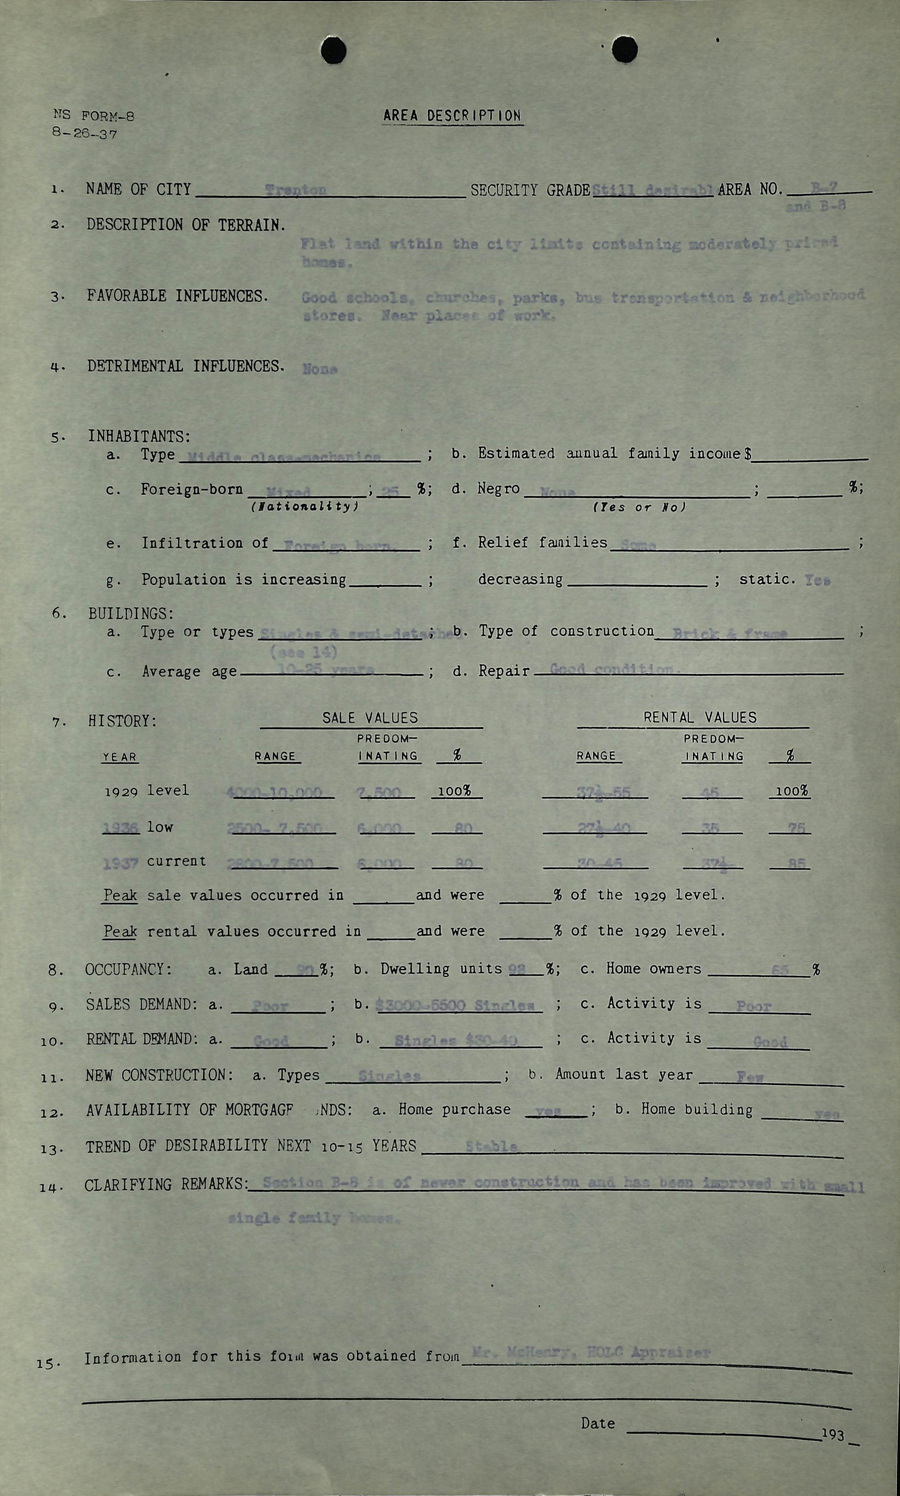 NS FORM-8
8-26-37
AREA DESCRIPTION
1. NAME OF CITY Trenton SECURITY GRADE Still desirabl AREA NO. B-7
and B-8
2. DESCRIPTION OF TERRAIN.
Flat land within the city limits containing moderately priced
homes.
3. FAVORABLE INFLUENCES. Good schools, churches, parks, bus transportation & neighborhood
stores. Near places of work.
4. DETRIMENTAL INFLUENCES. None
5. INHABITANTS:
a. Type Middle class-mechanics ; b. Estimated annual family income $
c. Foreign-born Mixed ; 25 %; d. Negro None ; %;
(Nationality) (Yes or No)
e. Infiltration of Foreign born ; f. Relief families Some ;
g. Population is increasing ; decreasing ; static. Yes
6. BUILDINGS:
a. Type or types Singles & semi-detached ; b. Type of construction Brick & frame ;
(see 14)
c. Average age 10-25 years ; d. Repair Good condition.
7. HISTORY: SALE VALUES RENTAL VALUES
PREDOM- PREDOM-
YEAR RANGE INATING % RANGE INATING %
1929 level 4000-10,000 7,500 100% 37½-55 45 100%
1936 low 2500- 7,500 6,000 80 27½-40 35 75
1937 current 2800-7,500 6,000 80 30-45 37½ 85
Peak sale values occurred in and were % of the 1929 level.
Peak rental values occurred in and were % of the 1929 level.
8. OCCUPANCY: a. Land %; b. Dwelling units 98 %; c. Home owners 65 %
9. SALES DEMAND: a. Poor ; b. $3000-5500 Singles ; c. Activity is Poor
10. RENTAL DEMAND: a. Good ; b. Singles $30-40 ; c. Activity is Good
11. NEW CONSTRUCTION: a. Types Singles ; b. Amount last year Few
12. AVAILABILITY OF MORTGAGE NDS: a. Home purchase yes ; b. Home building yes
13. TREND OF DESIRABILITY NEXT 10-15 YEARS Stable
14. CLARIFYING REMARKS: Section B-8 is of newer construction and has been improved with small
single family homes.
15. Information for this form was obtained from Mr. McHenry, HOLC Appraiser
Date 193